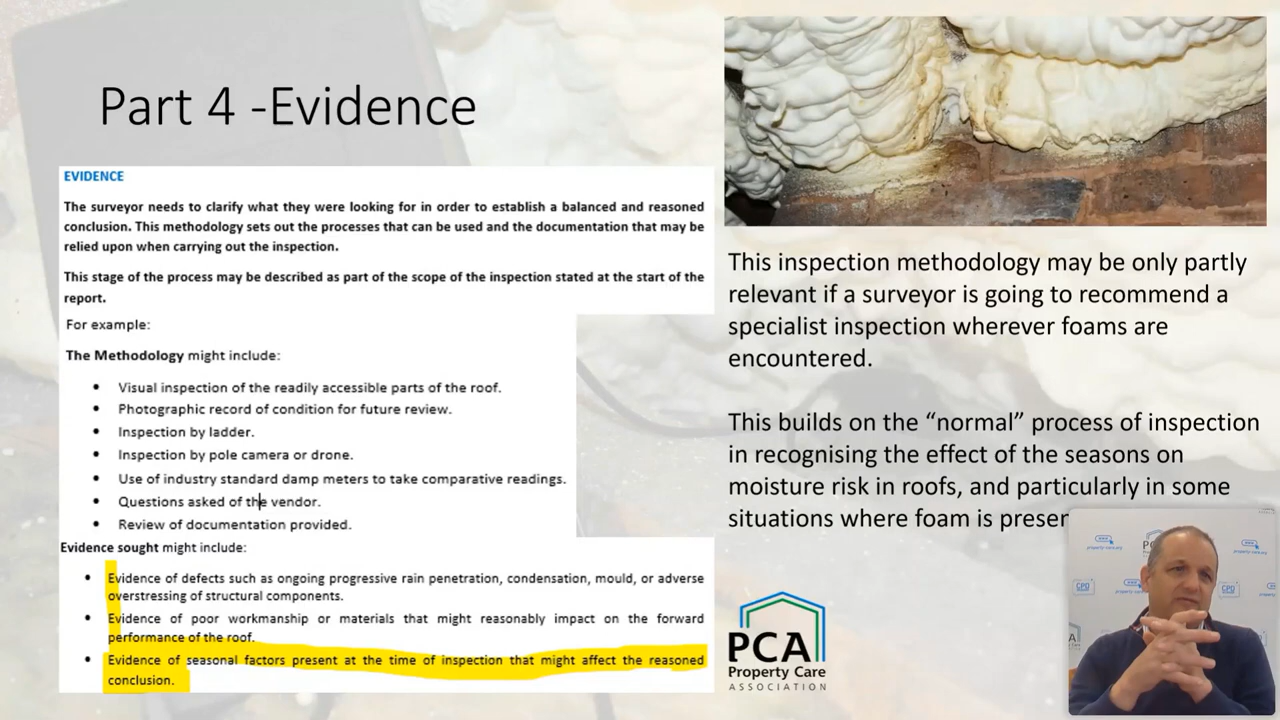 Part 4 -Evidence
EVIDENCE
The surveyor needs to clarify what they were looking for in order to establish a balanced and reasoned
conclusion. This methodology sets out the processes that can be used and the documentation that may be
relied upon when carrying out the inspection.
This stage of the process may be described as part of the scope of the inspection stated at the start of the
report.
For example:
The Methodology might include:
• Visual inspection of the readily accessible parts of the roof.
• Photographic record of condition for future review.
• Inspection by ladder.
• Inspection by pole camera or drone.
• Use of industry standard damp meters to take comparative readings.
• Questions asked of the vendor.
• Review of documentation provided.
Evidence sought might include:
• Evidence of defects such as ongoing progressive rain penetration, condensation, mould, or adverse
overstressing of structural components.
• Evidence of poor workmanship or materials that might reasonably impact on the forward
performance of the roof.
• Evidence of seasonal factors present at the time of inspection that might affect the reasoned
conclusion.
This inspection methodology may be only partly
relevant if a surveyor is going to recommend a
specialist inspection wherever foams are
encountered.
This builds on the “normal” process of inspection
in recognising the effect of the seasons on
moisture risk in roofs, and particularly in some
situations where foam is presen
PCA
Property Care
ASSOCIATION
CPD
CPD